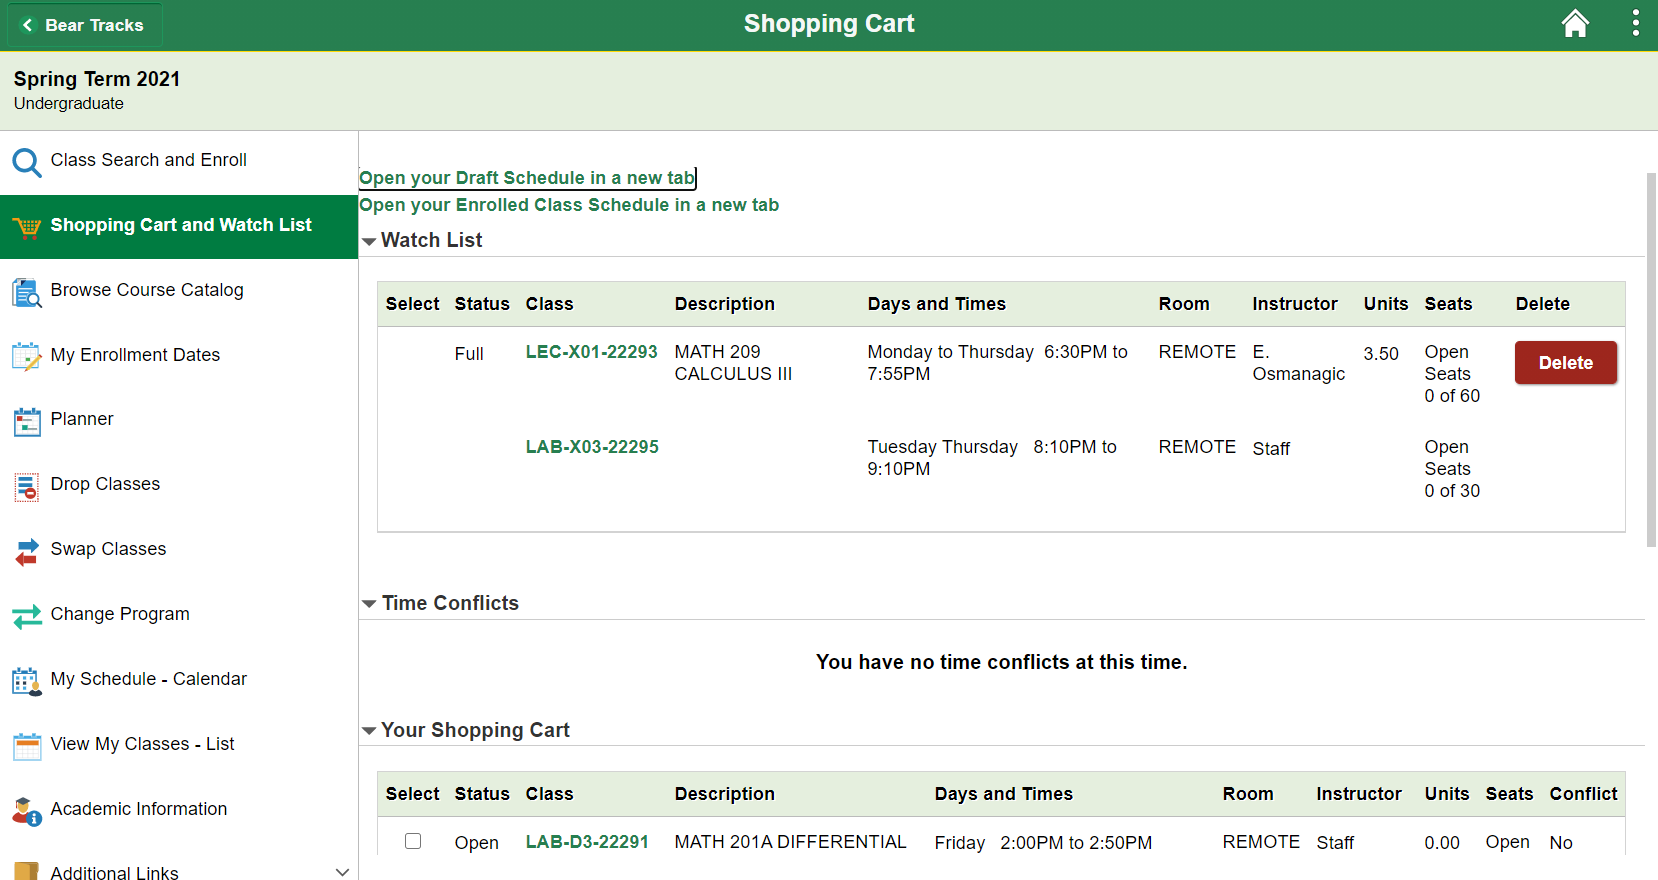 Bear Tracks
Shopping Cart
Spring Term 2021
Undergraduate
Class Search and Enroll
Shopping Cart and Watch List
Browse Course Catalog
My Enrollment Dates
Planner
Drop Classes
Swap Classes
Change Program
My Schedule - Calendar
View My Classes - List
Academic Information
Additional Links
Open your Draft Schedule in a new tab
Open your Enrolled Class Schedule in a new tab
Watch List
Select Status Class Description Days and Times Room Instructor Units Seats Delete
Full LEC-X01-22293 MATH 209 Monday to Thursday 6:30PM to REMOTE E. 3.50 Open Delete
CALCULUS III 7:55PM Osmanagic Seats
0 of 60
LAB-X03-22295 Tuesday Thursday 8:10PM to REMOTE Staff Open
9:10PM Seats
0 of 30
Time Conflicts
You have no time conflicts at this time.
Your Shopping Cart
Select Status Class Description Days and Times Room Instructor Units Seats Conflict
Open LAB-D3-22291 MATH 201A DIFFERENTIAL Friday 2:00PM to 2:50PM REMOTE Staff 0.00 Open No